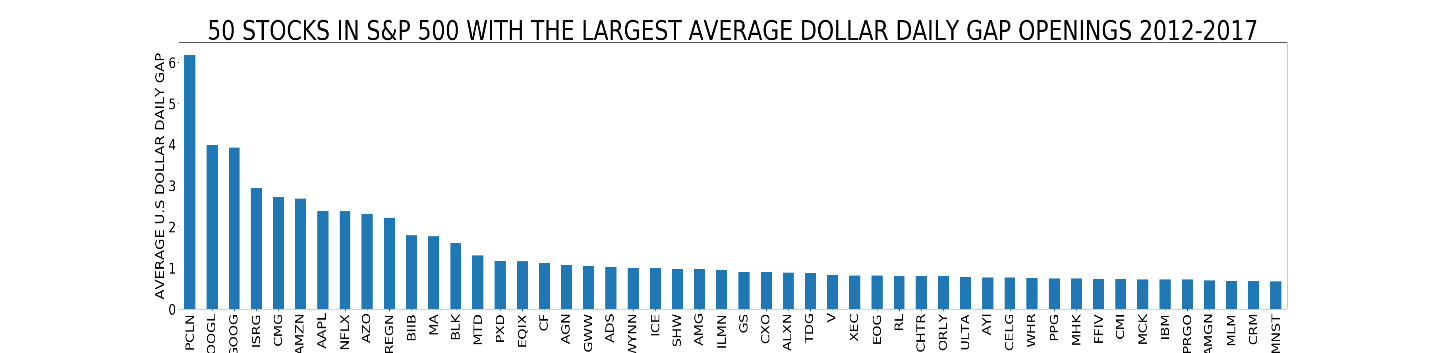 50 STOCKS IN S&P 500 WITH THE LARGEST AVERAGE DOLLAR DAILY GAP OPENINGS 2012-2017
AVERAGE U.S DOLLAR DAILY GAP
6
5
4
3
2
1
0
PCLN
OOGL
GOOG
ISRG
CMG
AMZN
AAPL
NFLX
AZO
REGN
BIIB
MA
BLK
MTD
PXD
EQIX
CF
AGN
GWW
ADS
WYNN
ICE
SHW
AMG
ILMN
GS
CXO
ALXN
TDG
V
XEC
EOG
RL
CHTR
ORLY
ULTA
AYI
CELG
WHR
PPG
MHK
FFIV
CMI
MCK
IBM
PRGO
AMGN
MLM
CRM
MNST